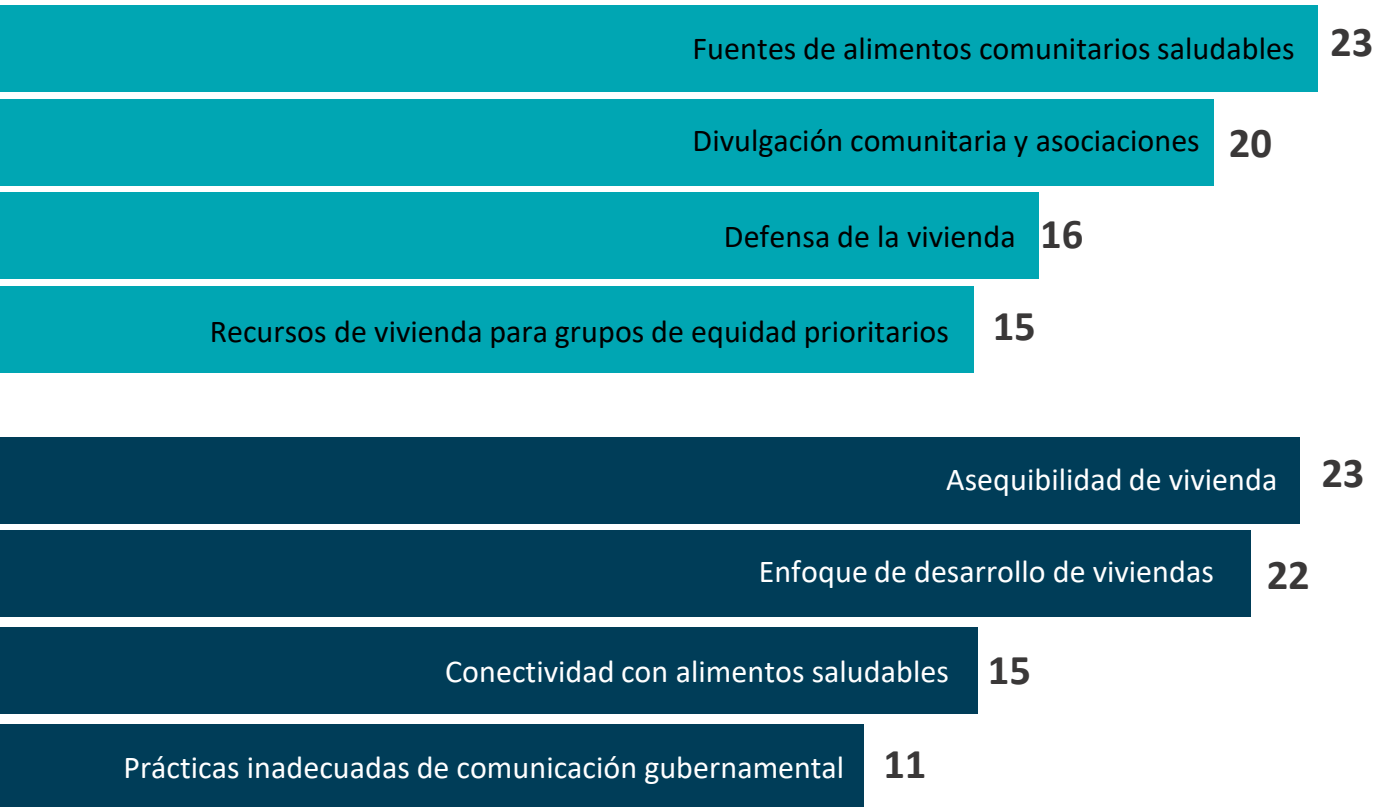 Fuentes de alimentos comunitarios saludables 23
Divulgación comunitaria y asociaciones 20
Defensa de la vivienda 16
Recursos de vivienda para grupos de equidad prioritarios 15
Asequibilidad de vivienda 23
Enfoque de desarrollo de viviendas 22
Conectividad con alimentos saludables 15
Prácticas inadecuadas de comunicación gubernamental 11